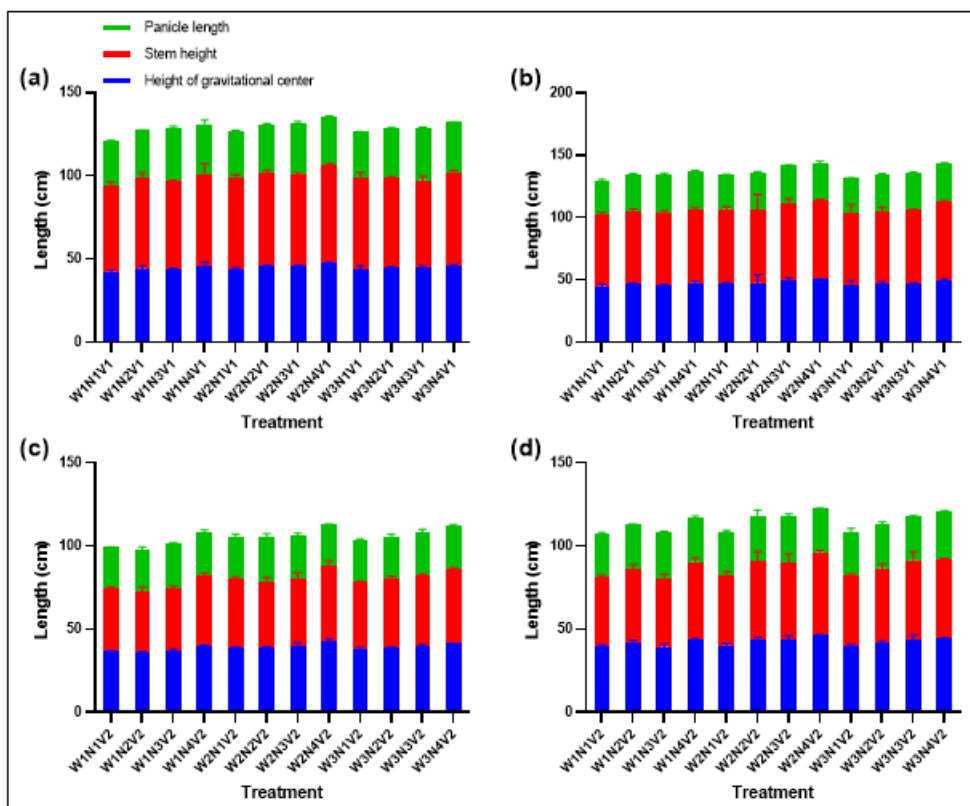 Panicle length
Stem height
Height of gravitational center
(a)
150
100
50
0
Length (cm)
W1N1V1
W1N2V1
W1N3V1
W1N4V1
W2N1V1
W2N2V1
W2N3V1
W2N4V1
W3N1V1
W3N2V1
W3N3V1
W3N4V1
Treatment
(b)
200
150
100
50
0
Length (cm)
W1N1V1
W1N2V1
W1N3V1
W1N4V1
W2N1V1
W2N2V1
W2N3V1
W2N4V1
W3N1V1
W3N2V1
W3N3V1
W3N4V1
Treatment
(c)
150
100
50
0
Length (cm)
W1N1V2
W1N2V2
W1N3V2
W1N4V2
W2N1V2
W2N2V2
W2N3V2
W2N4V2
W3N1V2
W3N2V2
W3N3V2
W3N4V2
Treatment
(d)
150
100
50
0
Length (cm)
W1N1V2
W1N2V2
W1N3V2
W1N4V2
W2N1V2
W2N2V2
W2N3V2
W2N4V2
W3N1V2
W3N2V2
W3N3V2
W3N4V2
Treatment